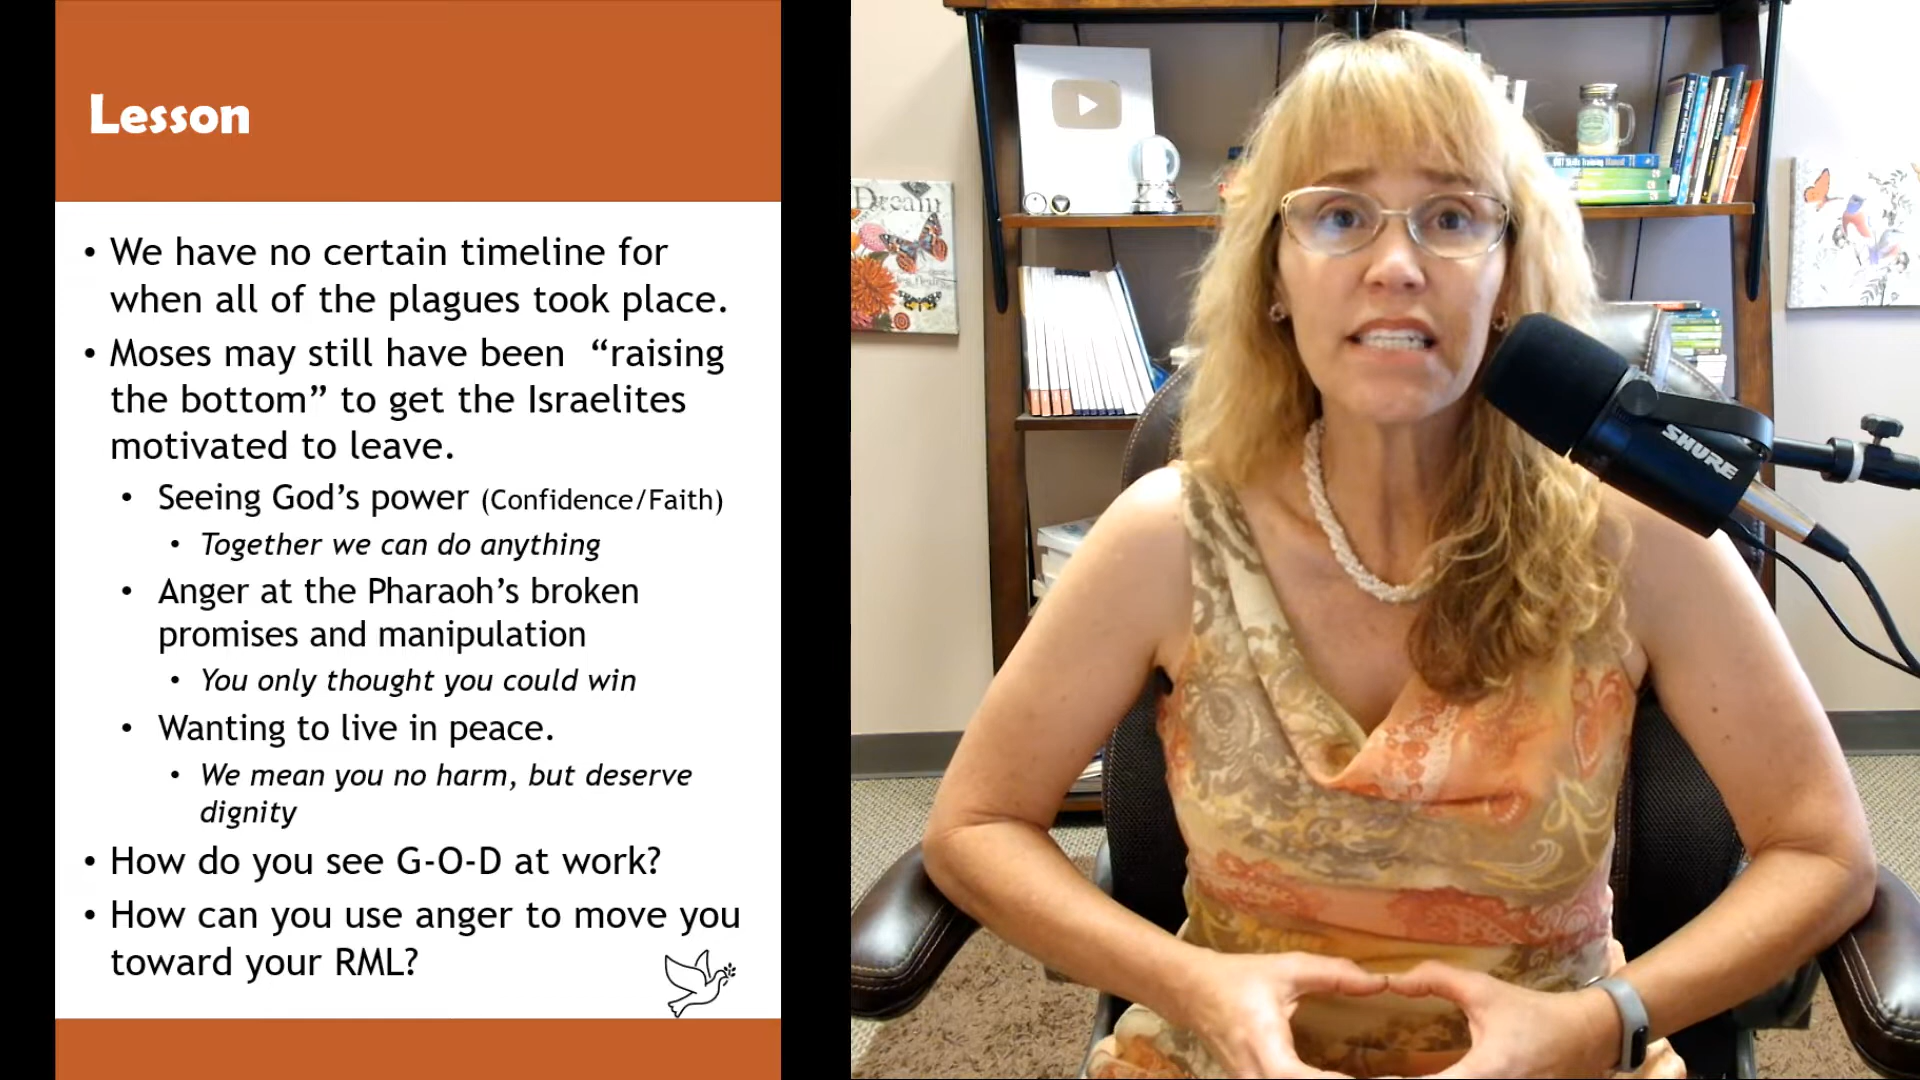 Lesson
• We have no certain timeline for
when all of the plagues took place.
• Moses may still have been “raising
the bottom” to get the Israelites
motivated to leave.
• Seeing God’s power (Confidence/Faith)
• Together we can do anything
• Anger at the Pharaoh’s broken
promises and manipulation
• You only thought you could win
• Wanting to live in peace.
• We mean you no harm, but deserve
dignity
• How do you see G-O-D at work?
• How can you use anger to move you
toward your RML?
Dream
SHURE